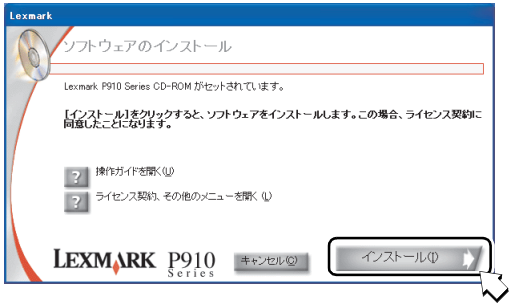 Lexmark
ソフトウェアのインストール
Lexmark P910 Series CD-ROM がセットされています。
[インストール]をクリックすると、ソフトウェアをインストールします。この場合、ライセンス契約に
同意したことになります。
? 操作ガイドを開く(U)
? ライセンス契約、その他のメニューを開く (L)
LEXMARK P910
Series
キャンセル(C)
インストール(I)